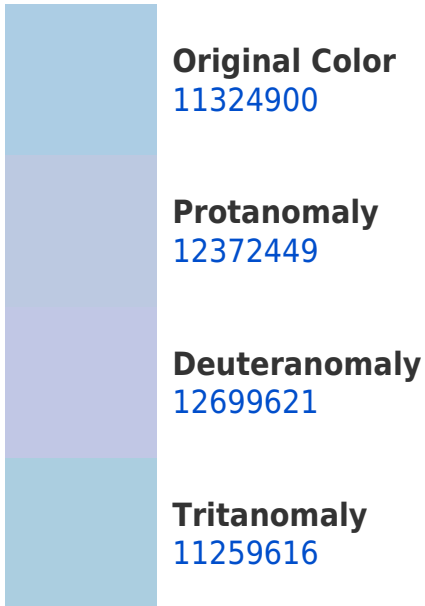 Original Color
11324900
Protanomaly
12372449
Deuteranomaly
12699621
Tritanomaly
11259616